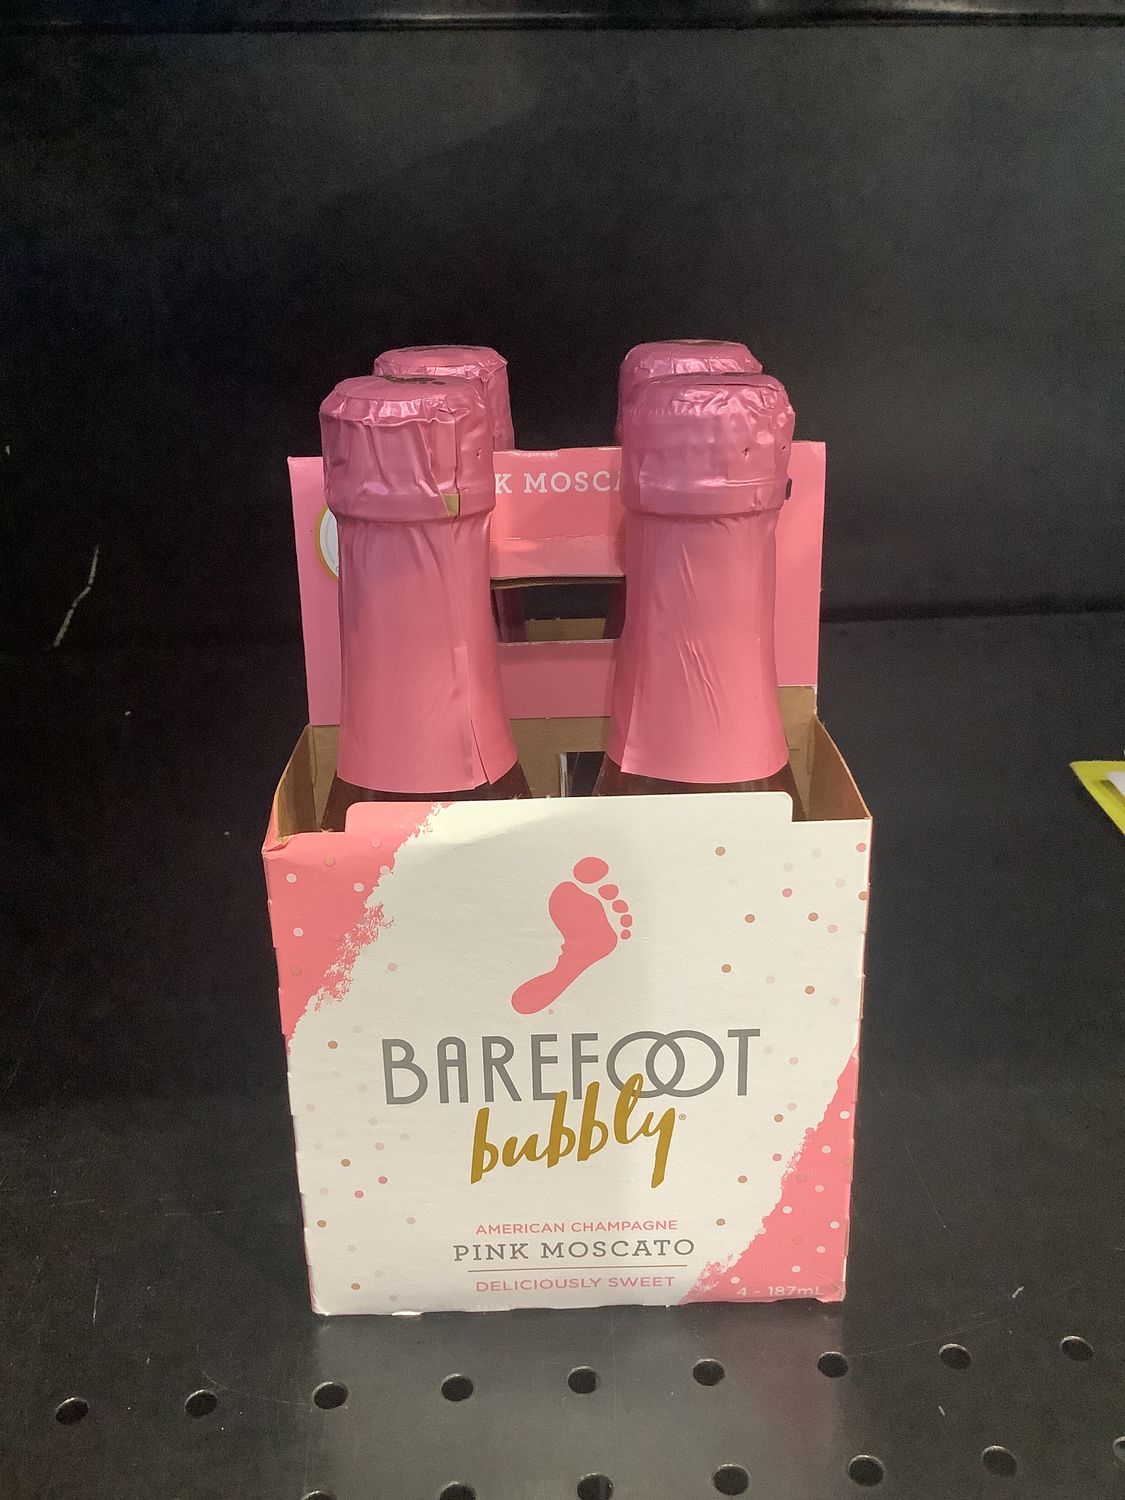 K MOSCA
BAREFOOT
bubbly®
AMERICAN CHAMPAGNE
PINK MOSCATO
DELICIOUSLY SWEET
4 - 187mL